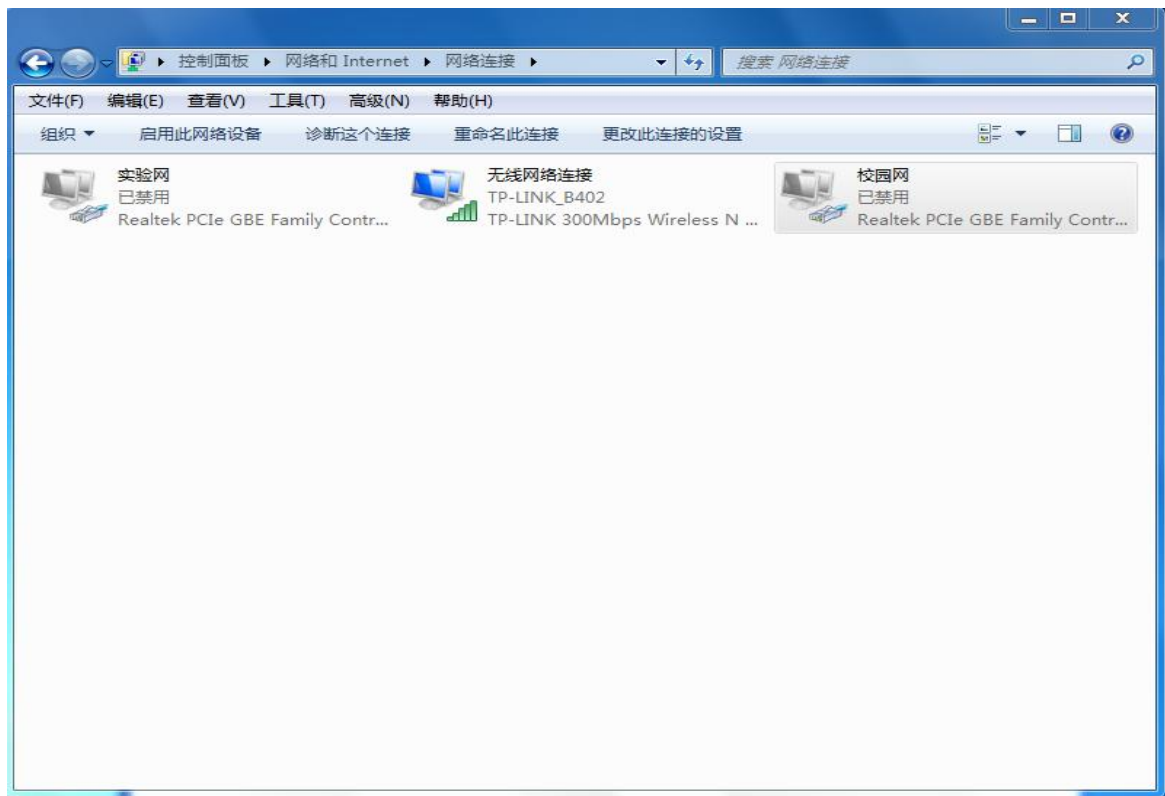 控制面板 网络和 Internet 网络连接 搜索 网络连接
文件(F) 编辑(E) 查看(V) 工具(T) 高级(N) 帮助(H)
组织 启用此网络设备 诊断这个连接 重命名此连接 更改此连接的设置
实验网
已禁用
Realtek PCIe GBE Family Contr...
无线网络连接
TP-LINK_B402
TP-LINK 300Mbps Wireless N ...
校园网
已禁用
Realtek PCIe GBE Family Contr...